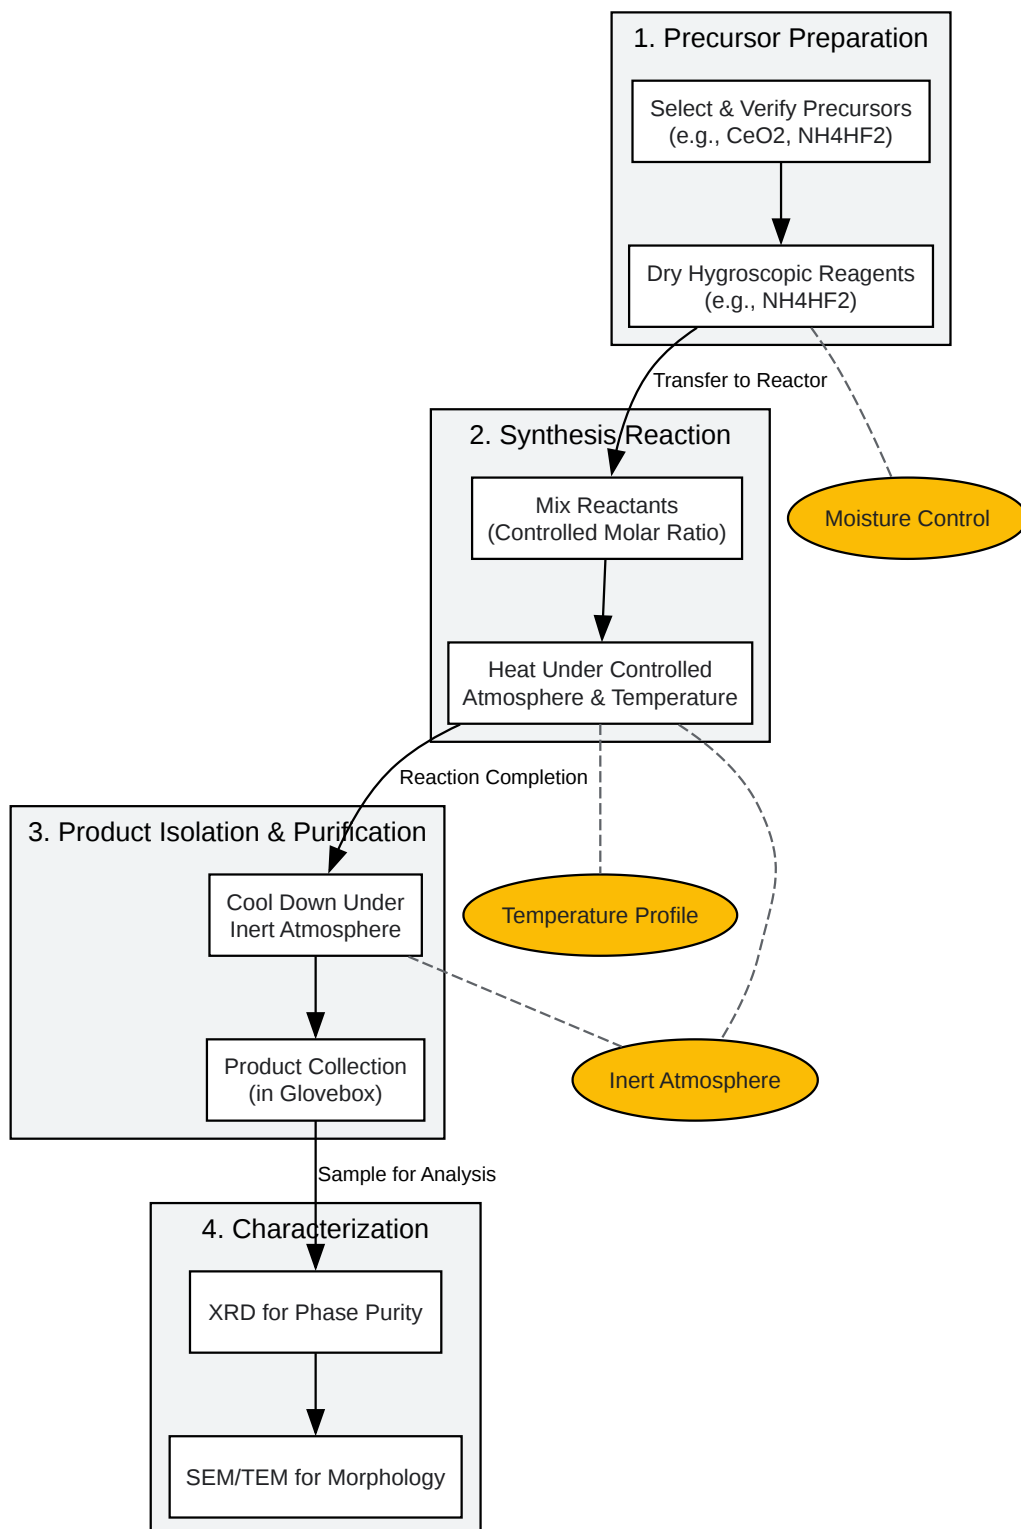 1. Precursor Preparation
Select & Verify Precursors
(e.g., CeO2, NH4HF2)
Dry Hygroscopic Reagents
(e.g., NH4HF2)
Transfer to Reactor
2. Synthesis Reaction
Mix Reactants
(Controlled Molar Ratio)
Moisture Control
Heat Under Controlled
Atmosphere & Temperature
Reaction Completion
3. Product Isolation & Purification
Cool Down Under
Inert Atmosphere
Temperature Profile
Product Collection
(in Glovebox)
Inert Atmosphere
Sample for Analysis
4. Characterization
XRD for Phase Purity
SEM/TEM for Morphology